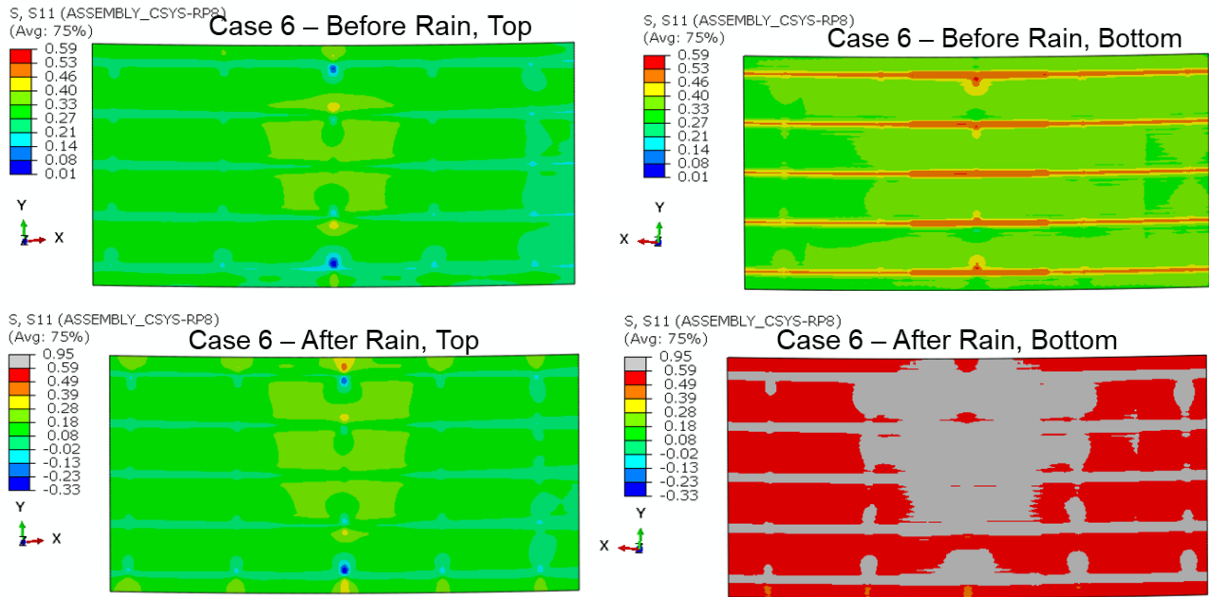 S, S11 (ASSEMBLY_CSYS-RP8)
(Avg: 75%)
Case 6 – Before Rain, Top
0.59
0.53
0.46
0.40
0.33
0.27
0.21
0.14
0.08
0.01
Y
Z
X
S, S11 (ASSEMBLY_CSYS-RP8)
(Avg: 75%)
Case 6 – Before Rain, Bottom
0.59
0.53
0.46
0.40
0.33
0.27
0.21
0.14
0.08
0.01
Y
X
S, S11 (ASSEMBLY_CSYS-RP8)
(Avg: 75%)
Case 6 – After Rain, Top
0.95
0.59
0.49
0.39
0.28
0.18
0.08
-0.02
-0.13
-0.23
-0.33
Y
Z
X
S, S11 (ASSEMBLY_CSYS-RP8)
(Avg: 75%)
Case 6 – After Rain, Bottom
0.95
0.59
0.49
0.39
0.28
0.18
0.08
-0.02
-0.13
-0.23
-0.33
Y
X